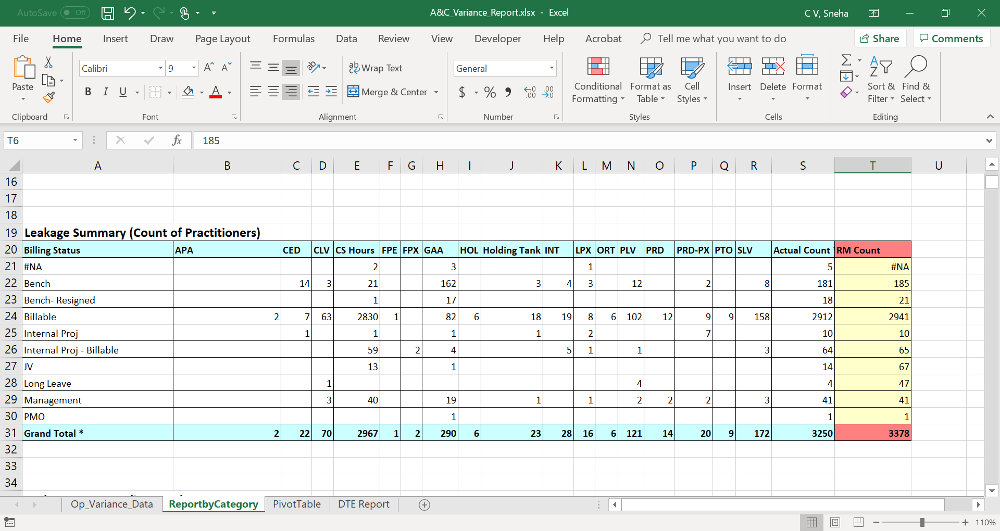 AutoSave Off A&C_Variance_Report.xlsx - Excel C V, Sneha
File Home Insert Draw Page Layout Formulas Data Review View Developer Help Acrobat Tell me what you want to do Share Comments
Paste
Clipboard
Calibri 9
B I U A
Font
ab Wrap Text
Merge & Center
Alignment
General
$ % , .00 .00
Number
Conditional Formatting
Format as Table
Cell Styles
Styles
Insert Delete Format
Cells
Sort & Filter
Find & Select
Editing
T6 fx 185
A B C D E F G H I J K L M N O P Q R S T U
16
17
18
19 Leakage Summary (Count of Practitioners)
20 Billing Status APA CED CLV CS Hours FPE FPX GAA HOL Holding Tank INT LPX ORT PLV PRD PRD-PX PTO SLV Actual Count RM Count
21 #NA 2 3 1 5 #NA
22 Bench 14 3 21 162 3 4 3 12 2 8 181 185
23 Bench- Resigned 1 17 18 21
24 Billable 2 7 63 2830 1 82 6 18 19 8 6 102 12 9 9 158 2912 2941
25 Internal Proj 1 1 1 1 2 7 10 10
26 Internal Proj - Billable 59 2 4 5 1 1 3 64 65
27 JV 13 1 14 67
28 Long Leave 1 4 4 47
29 Management 3 40 19 1 1 2 2 2 3 41 41
30 PMO 1 1 1
31 Grand Total * 2 22 70 2967 1 2 290 6 23 28 16 6 121 14 20 9 172 3250 3378
32
33
34
Op_Variance_Data ReportbyCategory PivotTable DTE Report
110%